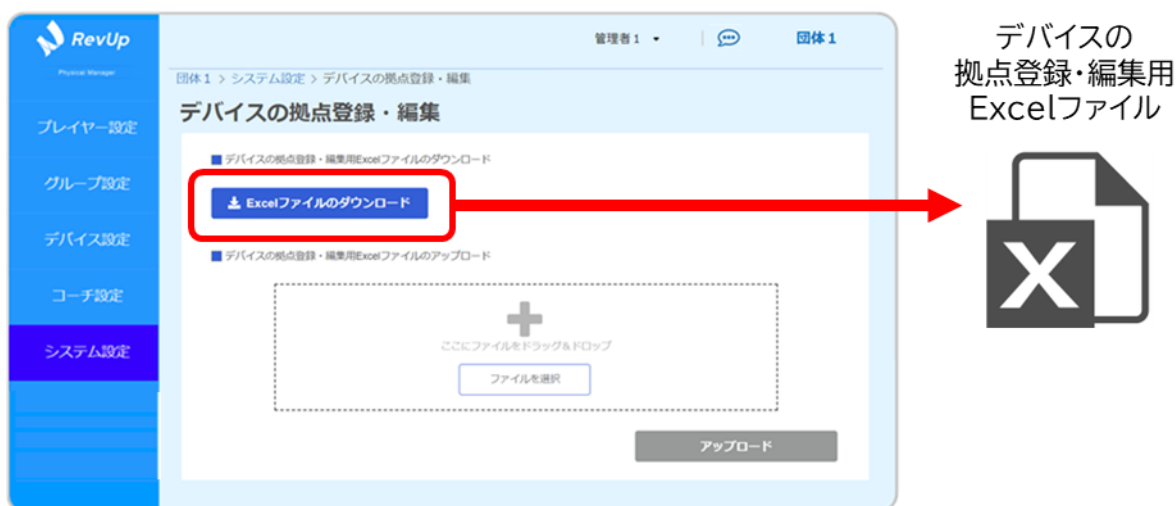 RevUp
Physical Manager
管理者1
団体1
団体1 > システム設定 > デバイスの拠点登録・編集
デバイスの拠点登録・編集
プレイヤー設定
グループ設定
デバイス設定
コーチ設定
システム設定
デバイスの拠点登録・編集用Excelファイルのダウンロード
Excelファイルのダウンロード
デバイスの拠点登録・編集用Excelファイルのアップロード
ここにファイルをドラッグ&ドロップ
ファイルを選択
アップロード
デバイスの
拠点登録・編集用
Excelファイル
X